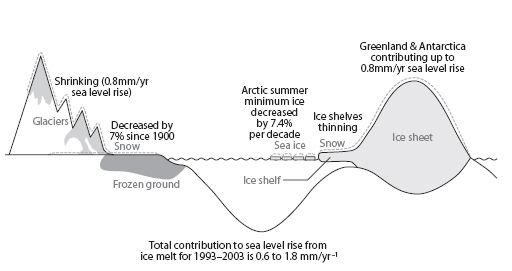 Greenland & Antarctica
contributing up to
0.8mm/yr sea level rise
Shrinking (0.8mm/yr
sea level rise)
Glaciers
Decreased by
7% since 1900
Snow
Frozen ground
Arctic summer
minimum ice
decreased
by 7.4%
per decade
Sea ice
Ice shelves
thinning
Snow
Ice shelf
Ice sheet
Total contribution to sea level rise from
ice melt for 1993–2003 is 0.6 to 1.8 mm/yr⁻¹